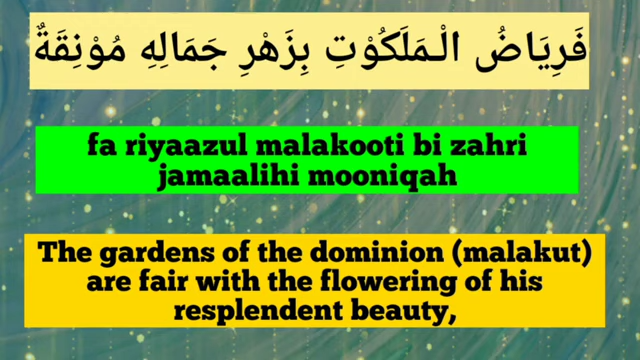 فَرِيَاضُ الْمَلَكُوْتِ بِزَهْرِ جَمَالِهِ مُوْنِقَةٌ
fa riyaazul malakooti bi zahri
jamaalihi mooniqah
The gardens of the dominion (malakut)
are fair with the flowering of his
resplendent beauty,